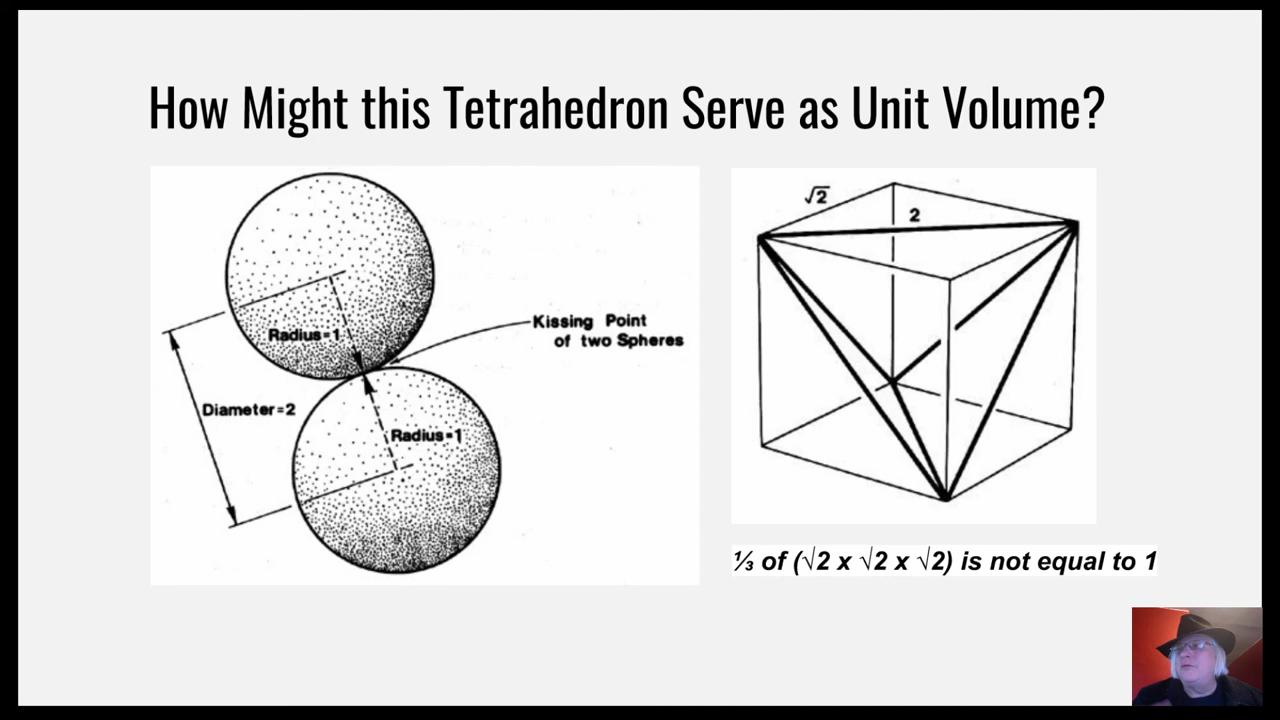 How Might this Tetrahedron Serve as Unit Volume?
Radius=1
Kissing Point
of two Spheres
Diameter=2
Radius=1
√2
2
⅓ of (√2 x √2 x √2) is not equal to 1